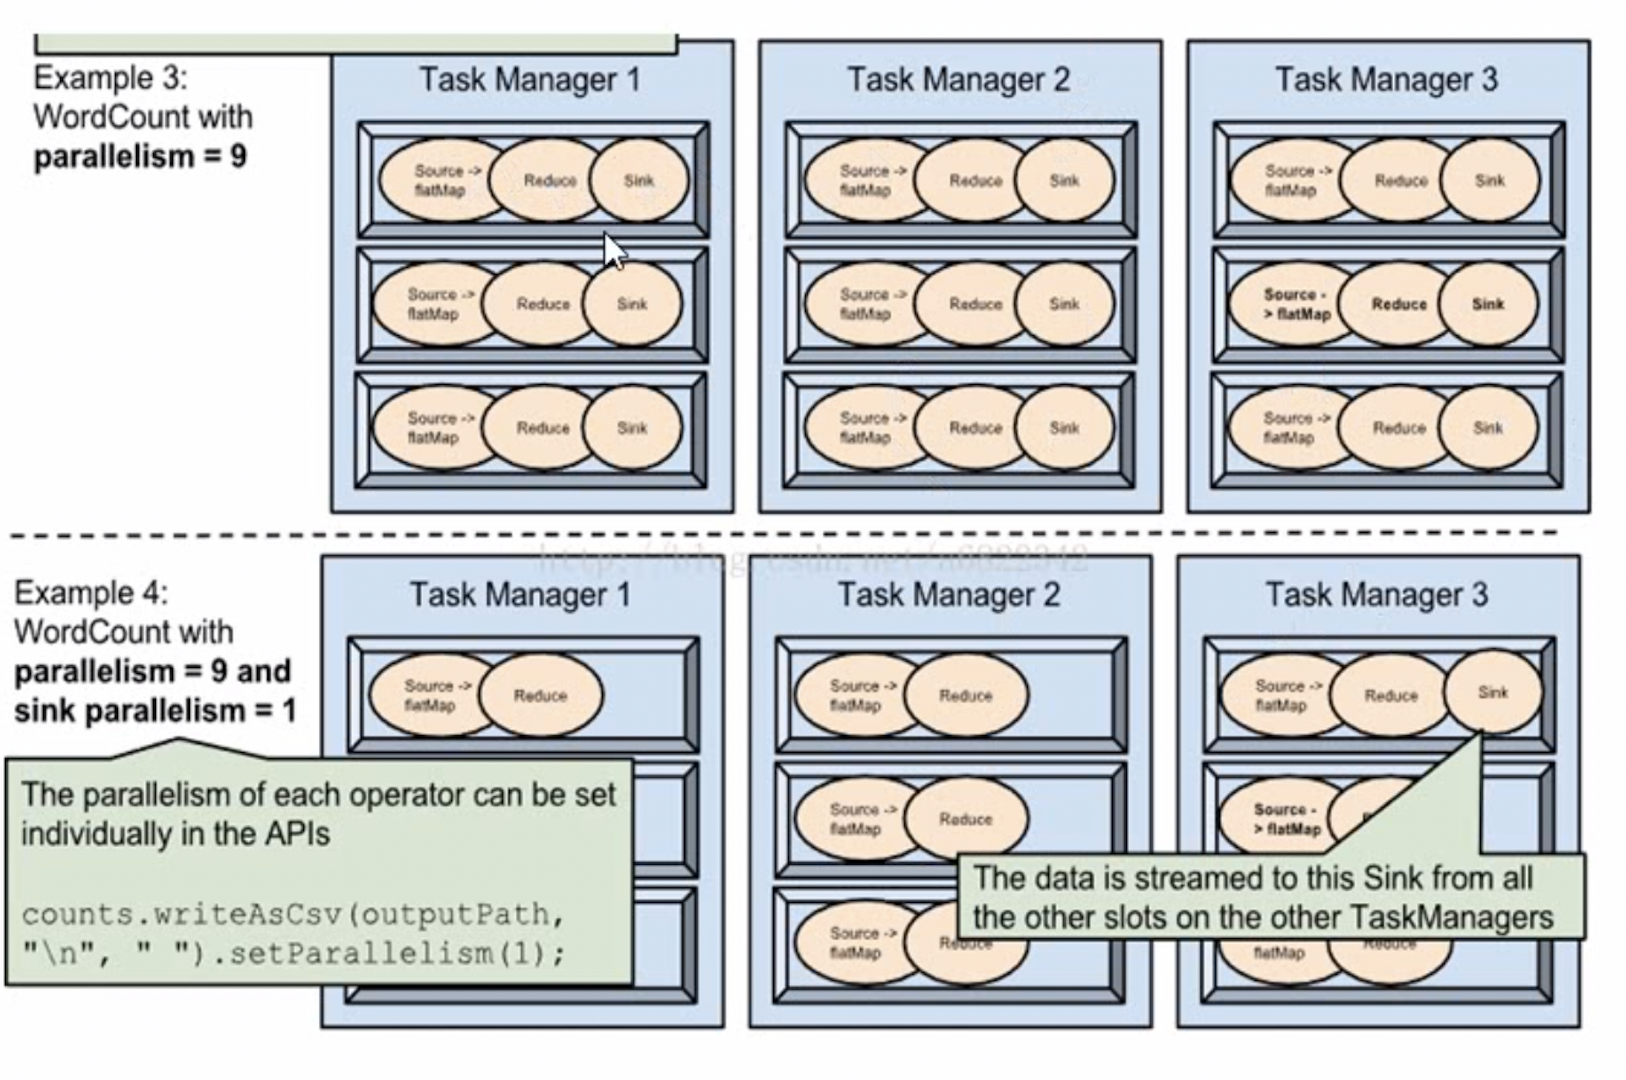 Example 3:
WordCount with
parallelism = 9
Task Manager 1
Source ->
flatMap
Reduce
Sink
Source ->
flatMap
Reduce
Sink
Source ->
flatMap
Reduce
Sink
Task Manager 2
Source ->
flatMap
Reduce
Sink
Source ->
flatMap
Reduce
Sink
Source ->
flatMap
Reduce
Sink
Task Manager 3
Source ->
flatMap
Reduce
Sink
Source -
> flatMap
Reduce
Sink
Source ->
flatMap
Reduce
Sink
Example 4:
WordCount with
parallelism = 9 and
sink parallelism = 1
The parallelism of each operator can be set
individually in the APIs
counts.writeAsCsv(outputPath,
"\n", " ").setParallelism(1);
Task Manager 1
Source ->
flatMap
Reduce
Task Manager 2
Source ->
flatMap
Reduce
Source ->
flatMap
Reduce
Source ->
flatMap
Reduce
Task Manager 3
Source ->
flatMap
Reduce
Sink
Source -
> flatMap
The data is streamed to this Sink from all
the other slots on the other TaskManagers
flatMap
Reduce